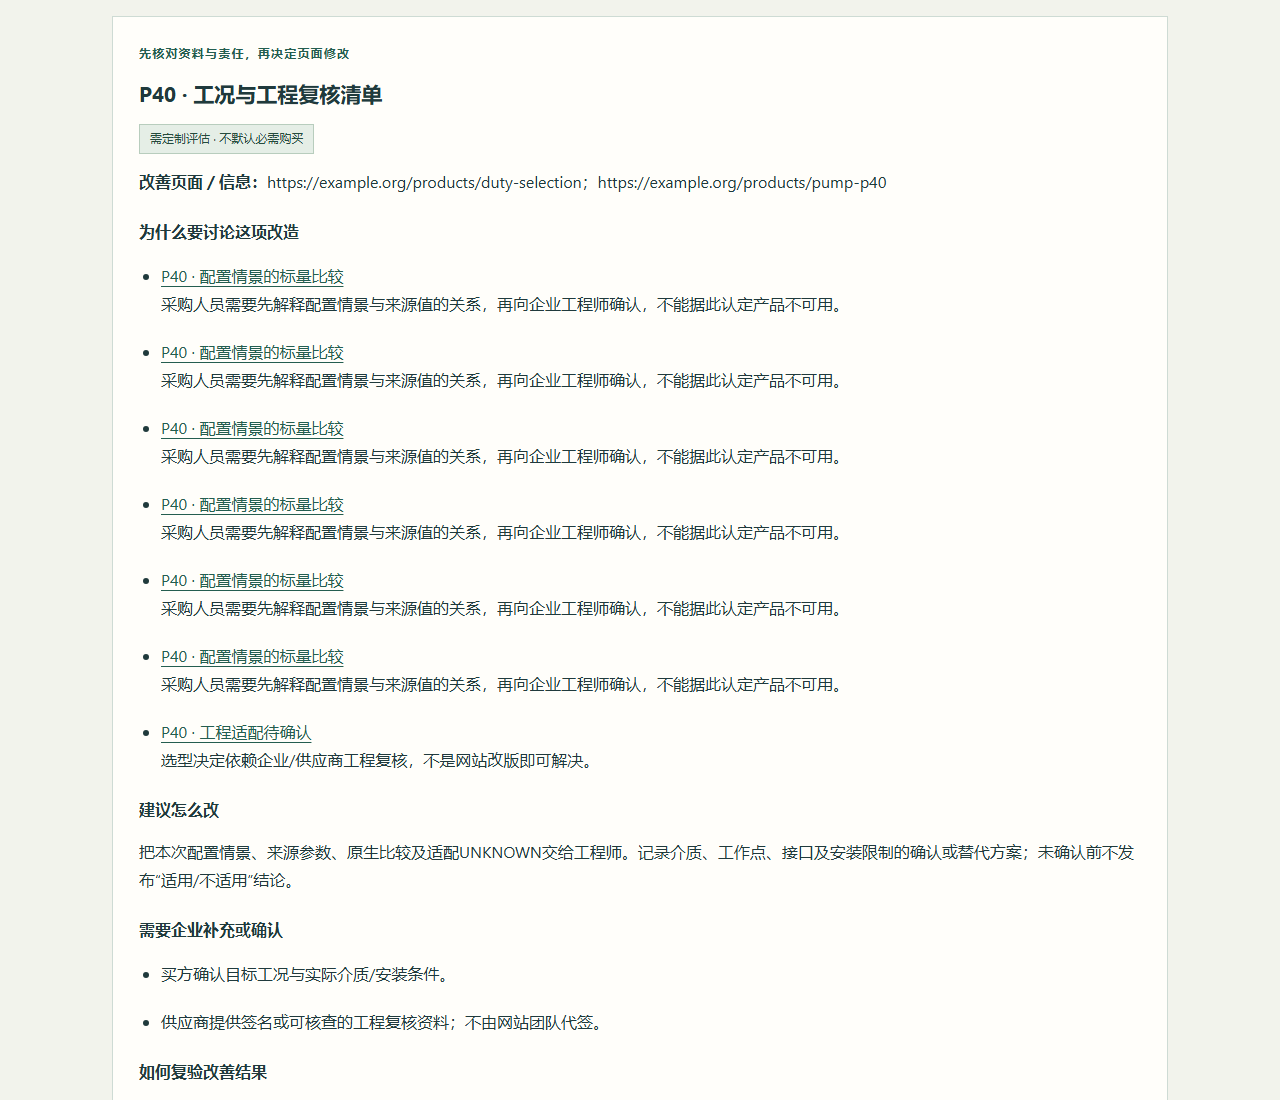 先核对资料与责任，再决定页面修改
P40 · 工况与工程复核清单
需定制评估 · 不默认必需购买
改善页面 / 信息：https://example.org/products/duty-selection；https://example.org/products/pump-p40
为什么要讨论这项改造
P40 · 配置情景的标量比较
采购人员需要先解释配置情景与来源值的关系，再向企业工程师确认，不能据此认定产品不可用。
P40 · 配置情景的标量比较
采购人员需要先解释配置情景与来源值的关系，再向企业工程师确认，不能据此认定产品不可用。
P40 · 配置情景的标量比较
采购人员需要先解释配置情景与来源值的关系，再向企业工程师确认，不能据此认定产品不可用。
P40 · 配置情景的标量比较
采购人员需要先解释配置情景与来源值的关系，再向企业工程师确认，不能据此认定产品不可用。
P40 · 配置情景的标量比较
采购人员需要先解释配置情景与来源值的关系，再向企业工程师确认，不能据此认定产品不可用。
P40 · 配置情景的标量比较
采购人员需要先解释配置情景与来源值的关系，再向企业工程师确认，不能据此认定产品不可用。
P40 · 工程适配待确认
选型决定依赖企业/供应商工程复核，不是网站改版即可解决。
建议怎么改
把本次配置情景、来源参数、原生比较及适配UNKNOWN交给工程师。记录介质、工作点、接口及安装限制的确认或替代方案；未确认前不发
布“适用/不适用”结论。
需要企业补充或确认
买方确认目标工况与实际介质/安装条件。
供应商提供签名或可核查的工程复核资料；不由网站团队代签。
如何复验改善结果